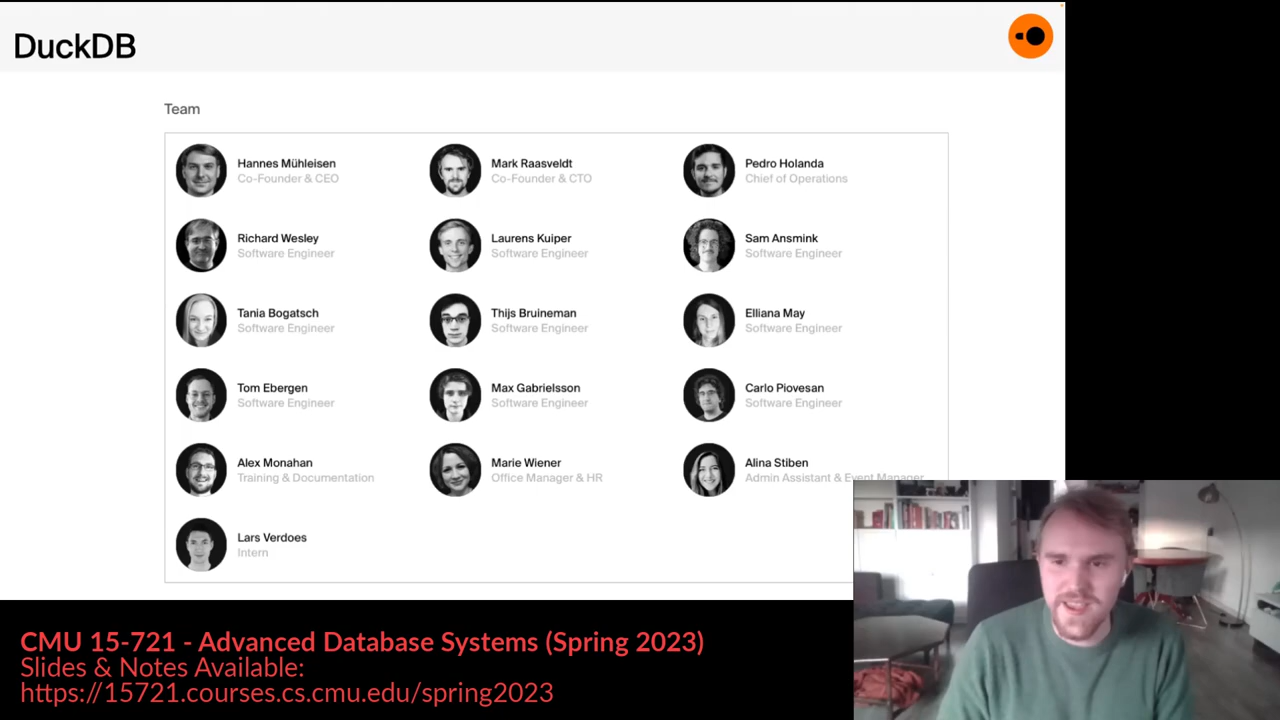 DuckDB
Team
Hannes Mühleisen
Co-Founder & CEO
Mark Raasveldt
Co-Founder & CTO
Pedro Holanda
Chief of Operations
Richard Wesley
Software Engineer
Laurens Kuiper
Software Engineer
Sam Ansmink
Software Engineer
Tania Bogatsch
Software Engineer
Thijs Bruineman
Software Engineer
Elliana May
Software Engineer
Tom Ebergen
Software Engineer
Max Gabrielsson
Software Engineer
Carlo Piovesan
Software Engineer
Alex Monahan
Training & Documentation
Marie Wiener
Office Manager & HR
Alina Stiben
Admin Assistant & Event Manager
Lars Verdoes
Intern
CMU 15-721 - Advanced Database Systems (Spring 2023)
Slides & Notes Available:
https://15721.courses.cs.cmu.edu/spring2023